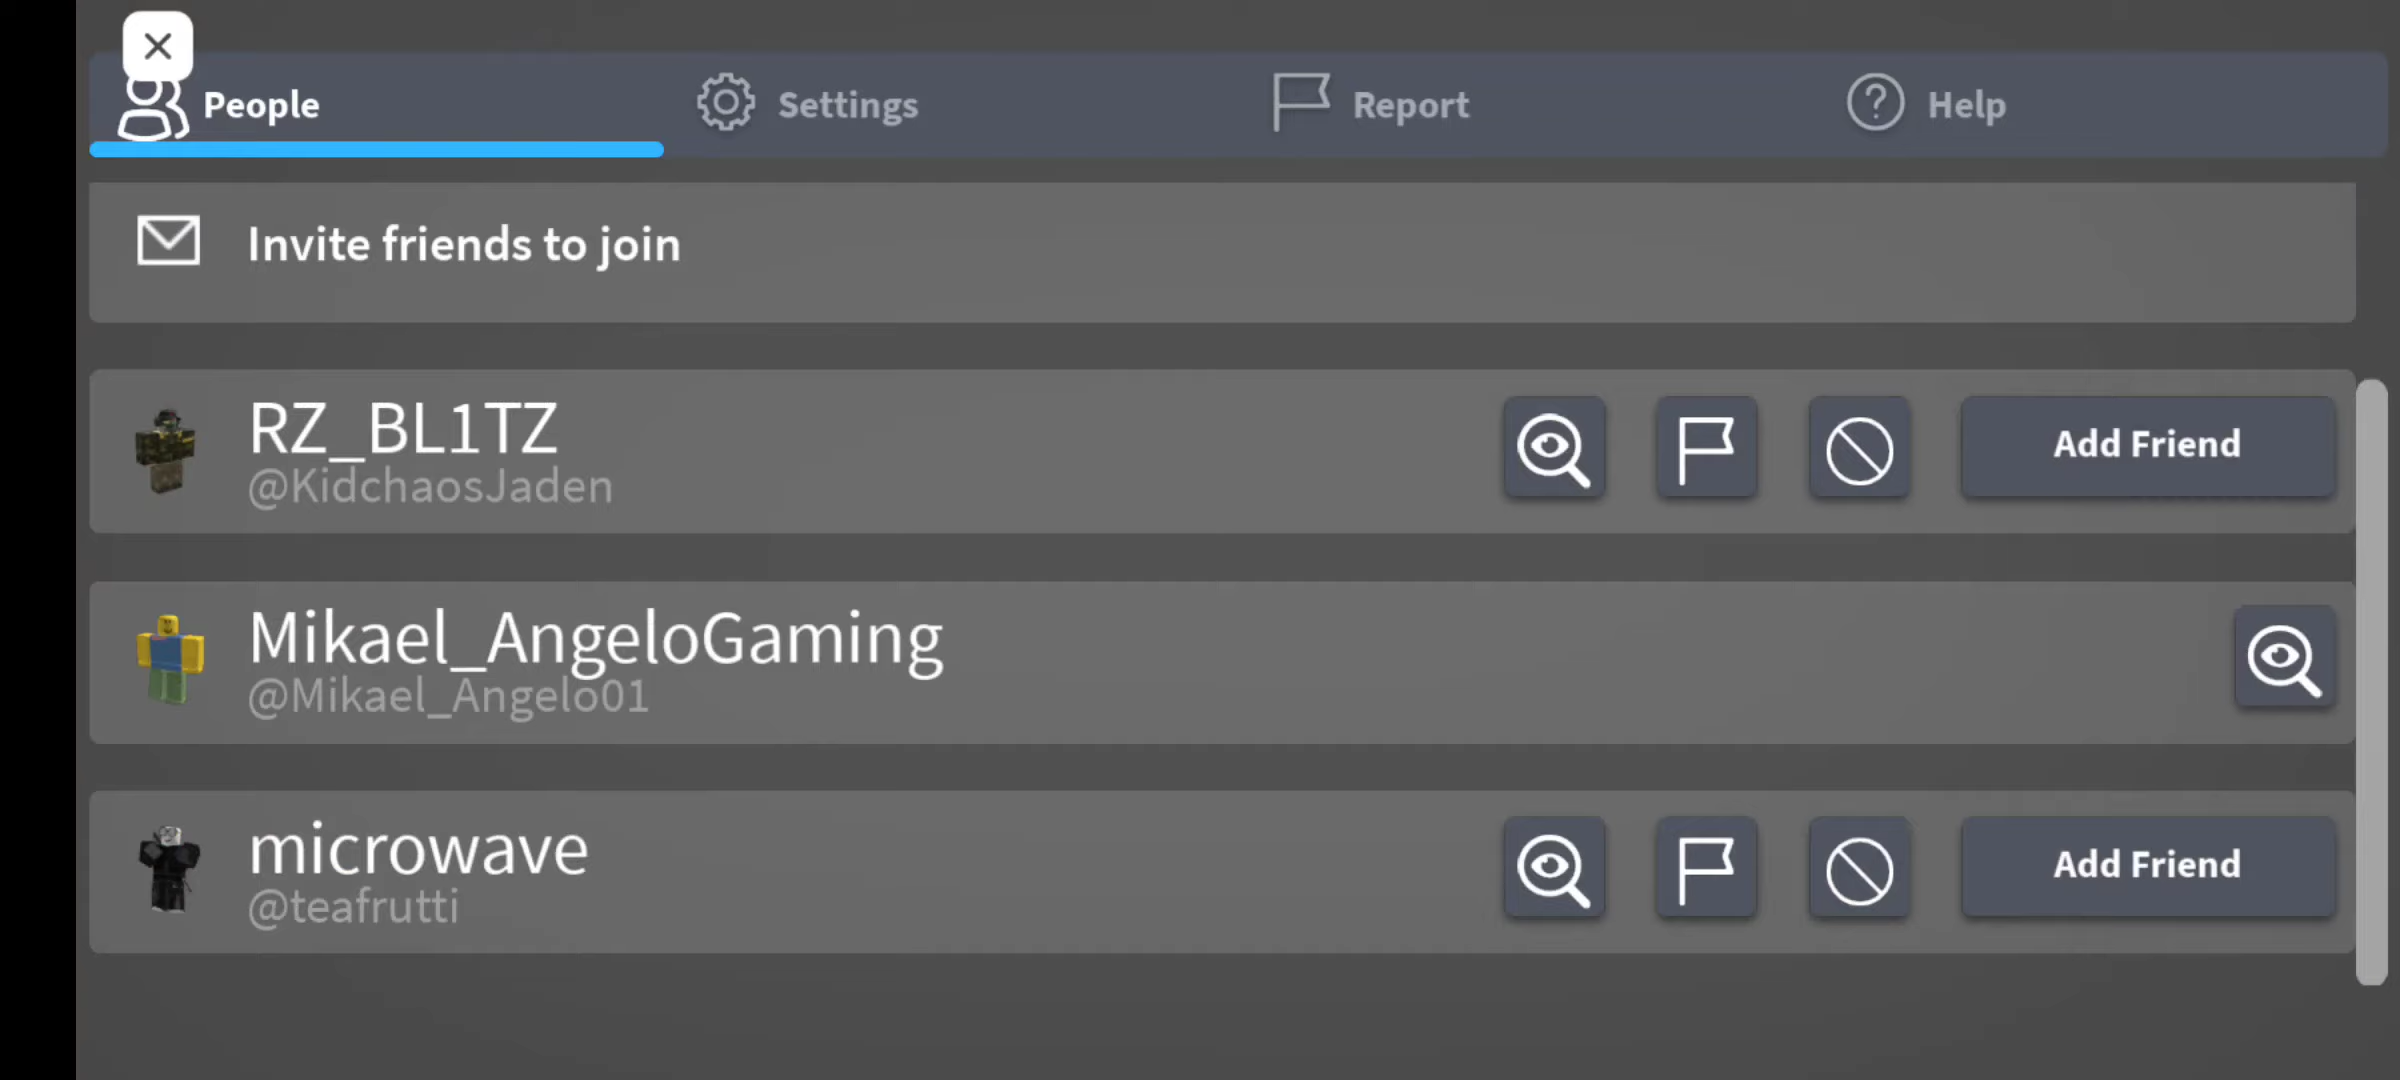 People
Settings
Report
Help
Invite friends to join
RZ_BL1TZ
@KidchaosJaden
Add Friend
Mikael_AngeloGaming
@Mikael_Angelo01
microwave
@teafrutti
Add Friend